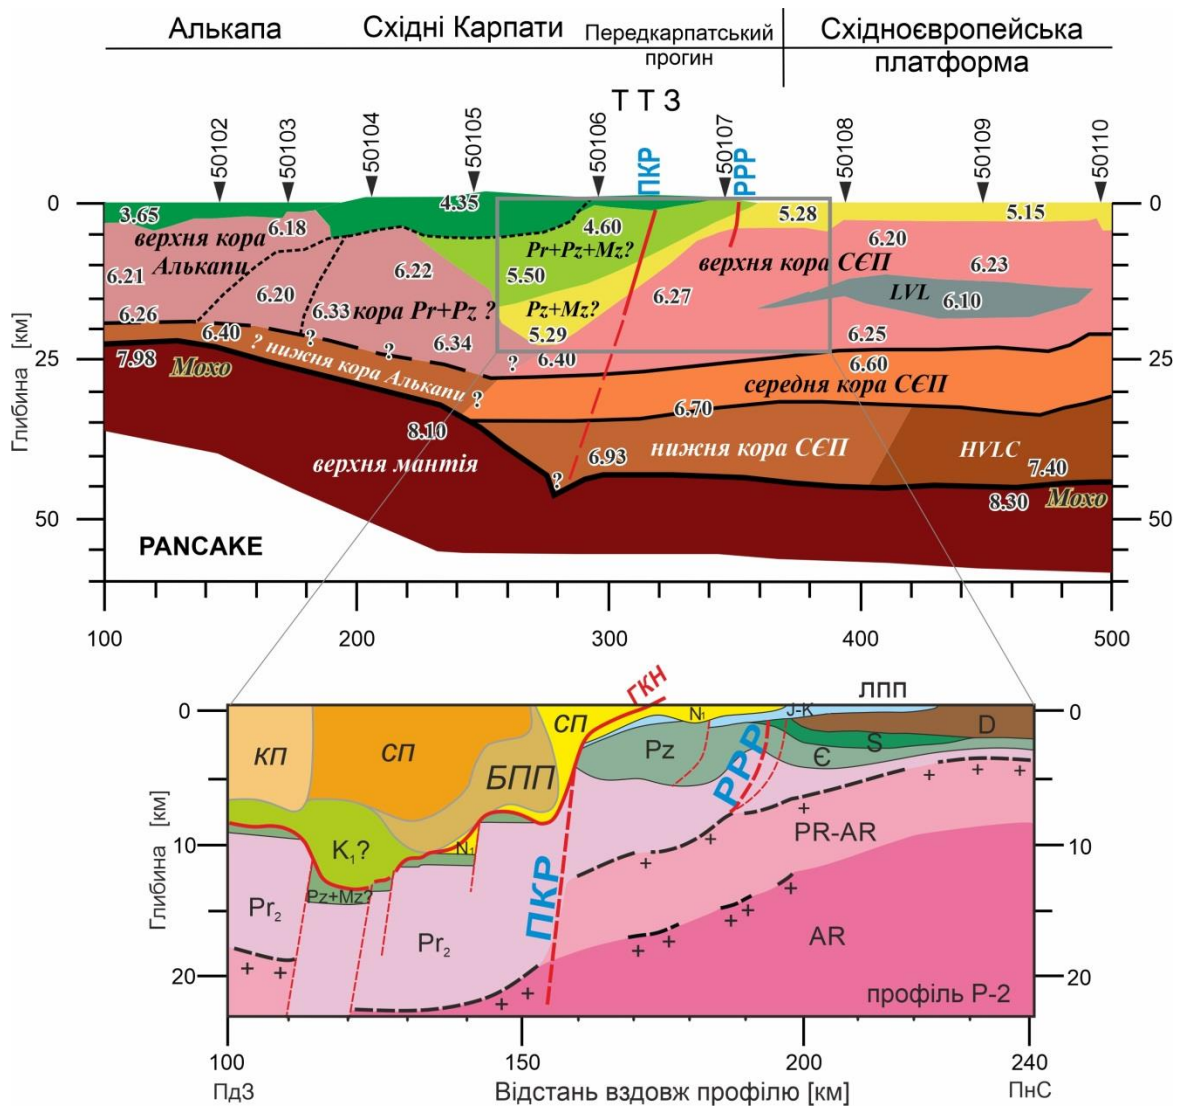 Алькапа
Східні Карпати
Передкарпатський
прогин
Східноєвропейська
платформа
Т Т З
50102
50103
50104
50105
50106
ПКР
50107
РРР
50108
50109
50110
0
3.65
4.35
4.60
5.28
5.15
0
6.18
верхня кора
Алькапи
Pr+Pz+Mz?
6.20
верхня кора СЄП
6.21
6.22
5.50
6.23
6.20
6.33
кора Pr+Pz ?
Pz+Mz?
6.27
LVL
6.10
6.26
6.40
?
6.34
5.29
6.25
25
7.98
Мохо
? нижня кора Алькапи ?
?
?
6.40
6.60
середня кора СЄП
25
8.10
6.70
верхня мантія
6.93
нижня кора СЄП
HVLC
7.40
?
8.30
Мохо
50
50
PANCAKE
Глибина [км]
100
200
300
400
500
ГКН
ЛПП
0
КП
СП
СП
БПП
N1
J-K
D
0
Pz
РРР
Є
S
10
K1?
N1
PR-AR
10
Pz+Mz?
Pr2
Pr2
ПКР
AR
20
20
профіль Р-2
Глибина [км]
100
150
200
240
ПдЗ
Відстань вздовж профілю [км]
ПнС